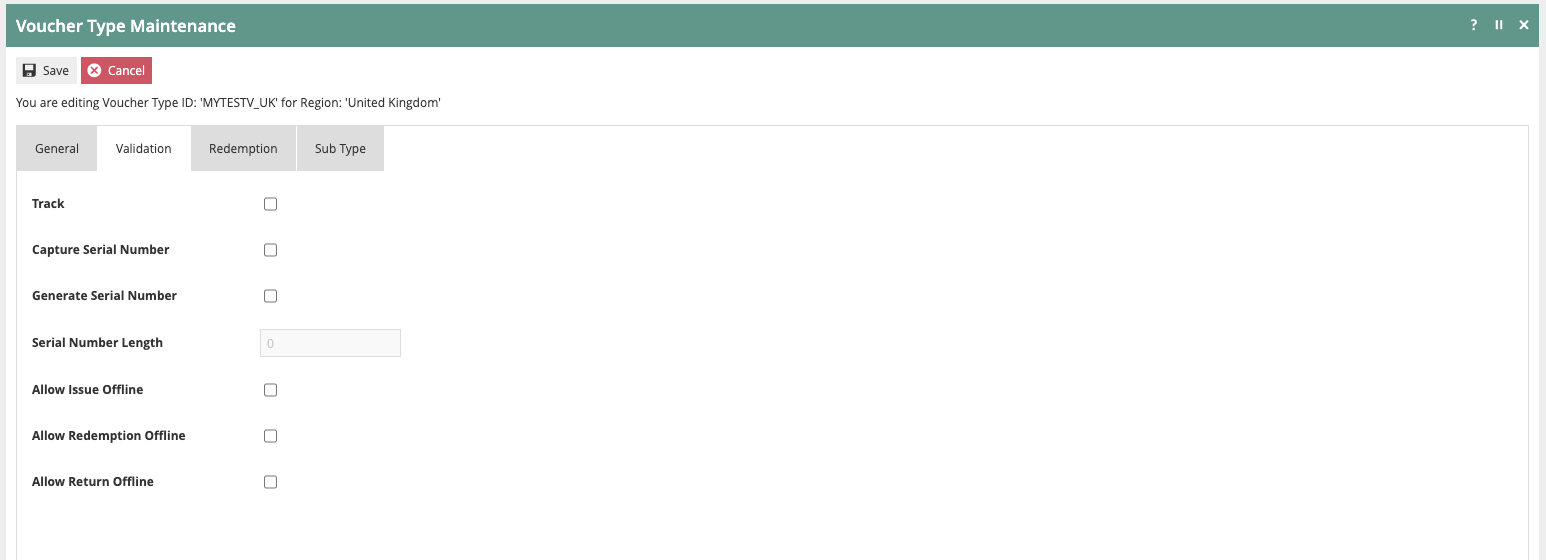 Voucher Type Maintenance ?
Save Cancel
You are editing Voucher Type ID: 'MYTESTV_UK' for Region: 'United Kingdom'
General Validation Redemption Sub Type
Track
Capture Serial Number
Generate Serial Number
Serial Number Length 0
Allow Issue Offline
Allow Redemption Offline
Allow Return Offline